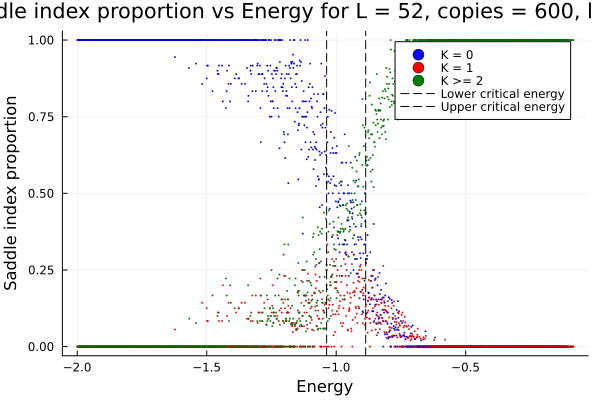 index proportion vs Energy for L = 52, copies = 600,
K = 0
K = 1
K >= 2
Lower critical energy
Upper critical energy
1.00
0.75
0.50
0.25
0.00
Saddle index proportion
−2.0
−1.5
−1.0
−0.5
Energy